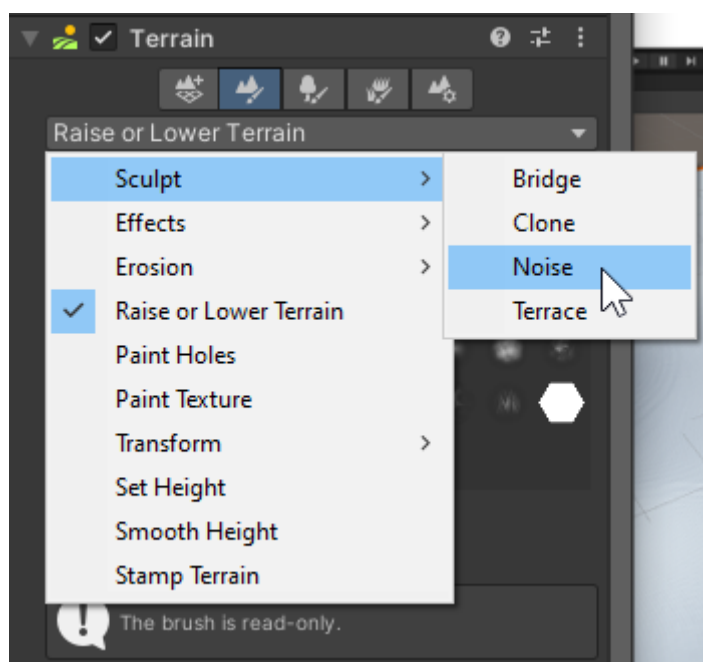 Terrain
Raise or Lower Terrain
Sculpt
Effects
Erosion
Raise or Lower Terrain
Paint Holes
Paint Texture
Transform
Set Height
Smooth Height
Stamp Terrain
Bridge
Clone
Noise
Terrace
The brush is read-only.